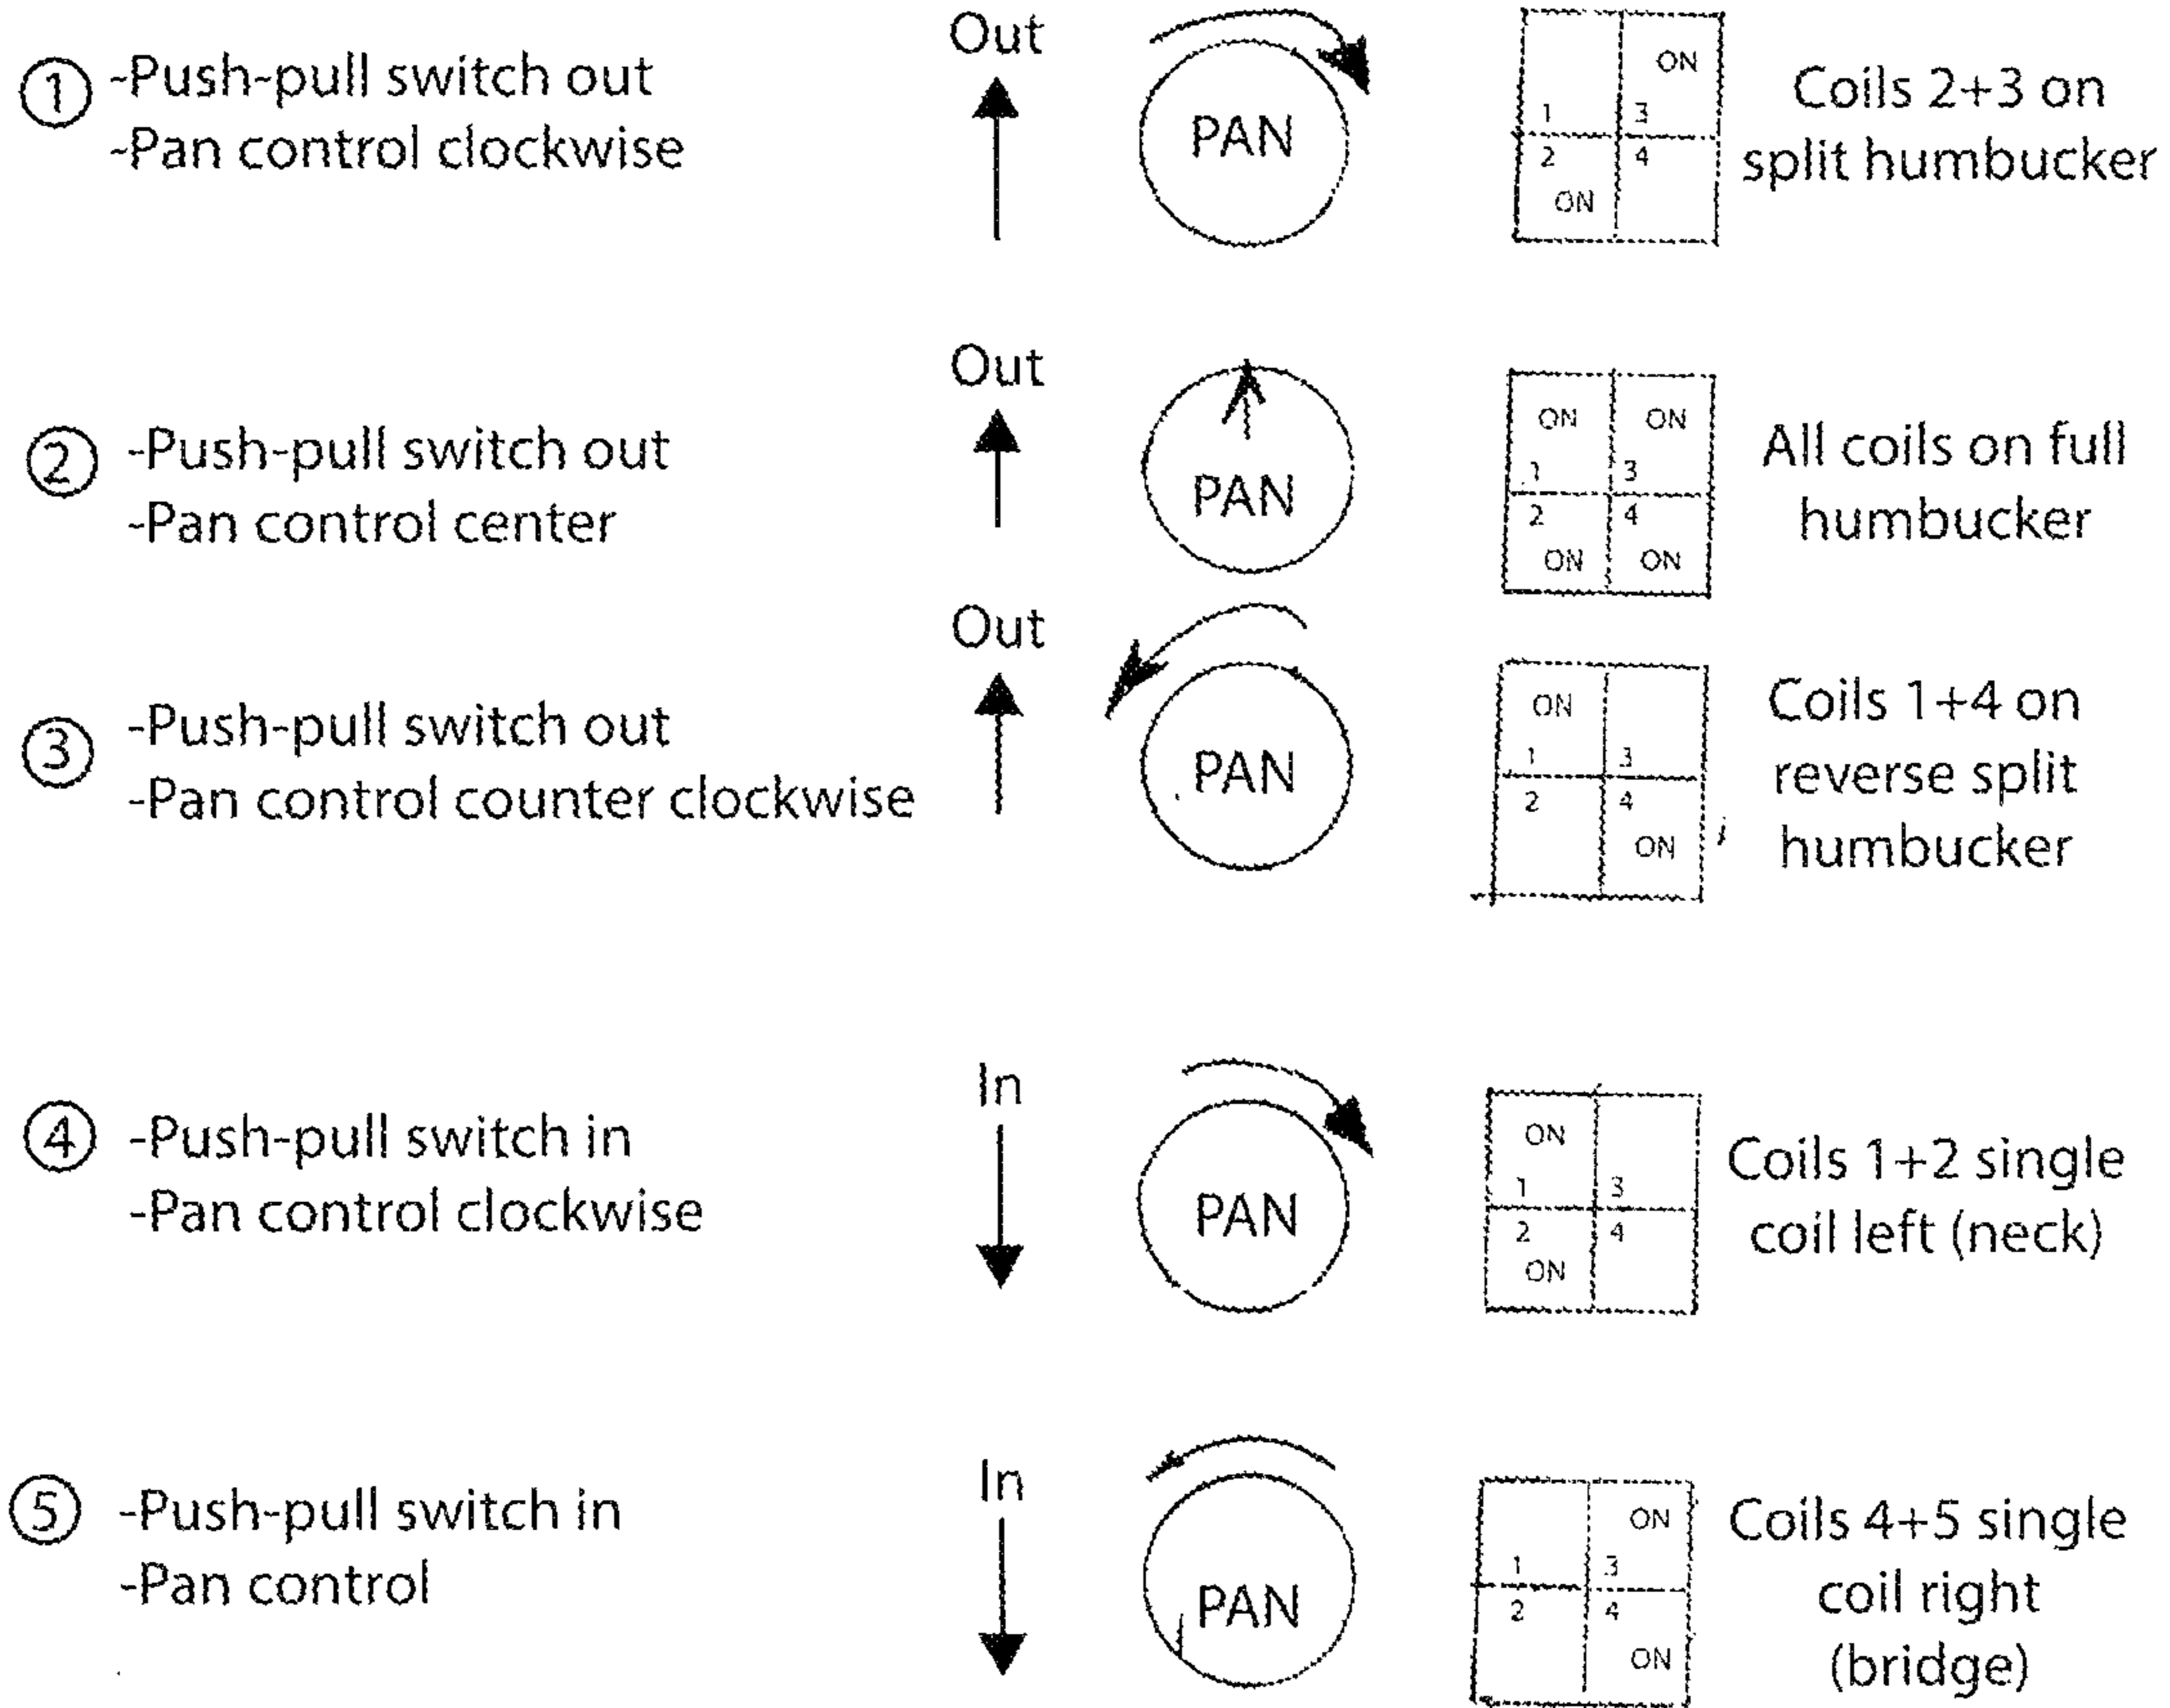 ① -Push-pull switch out
-Pan control clockwise
Out
PAN
ON
1 3
2 4
ON
Coils 2+3 on
split humbucker
② -Push-pull switch out
-Pan control center
Out
PAN
ON ON
1 3
2 4
ON ON
All coils on full
humbucker
③ -Push-pull switch out
-Pan control counter clockwise
Out
PAN
ON
1 3
2 4
ON
Coils 1+4 on
reverse split
humbucker
④ -Push-pull switch in
-Pan control clockwise
In
PAN
ON
1 3
2 4
ON
Coils 1+2 single
coil left (neck)
⑤ -Push-pull switch in
-Pan control
In
PAN
ON
1 3
2 4
ON
Coils 4+5 single
coil right
(bridge)